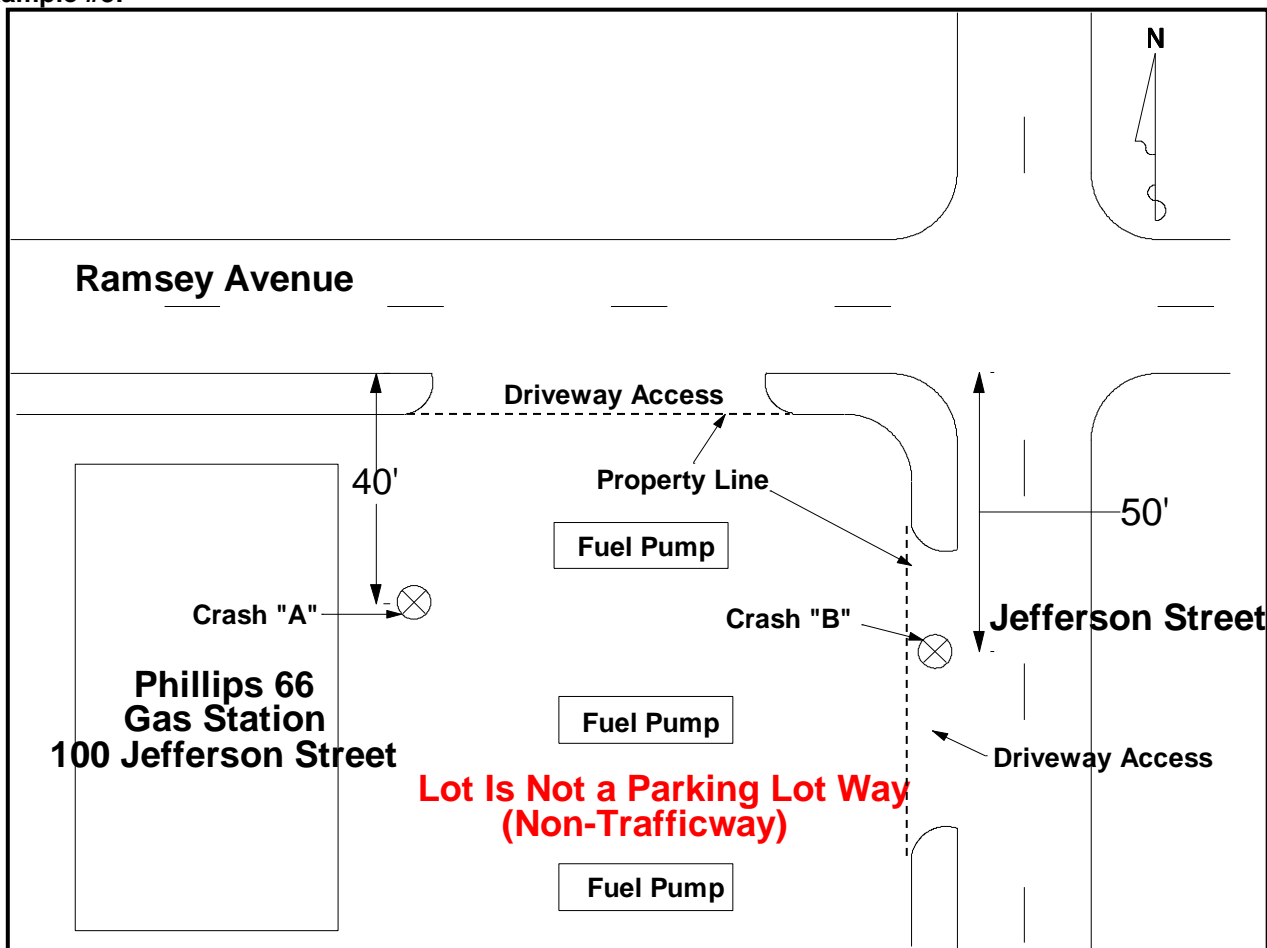 N
Ramsey Avenue
Driveway Access
40'
Property Line
50'
Fuel Pump
Crash "A"
Crash "B"
Jefferson Street
Phillips 66
Gas Station
100 Jefferson Street
Fuel Pump
Driveway Access
Lot Is Not a Parking Lot Way
(Non-Trafficway)
Fuel Pump